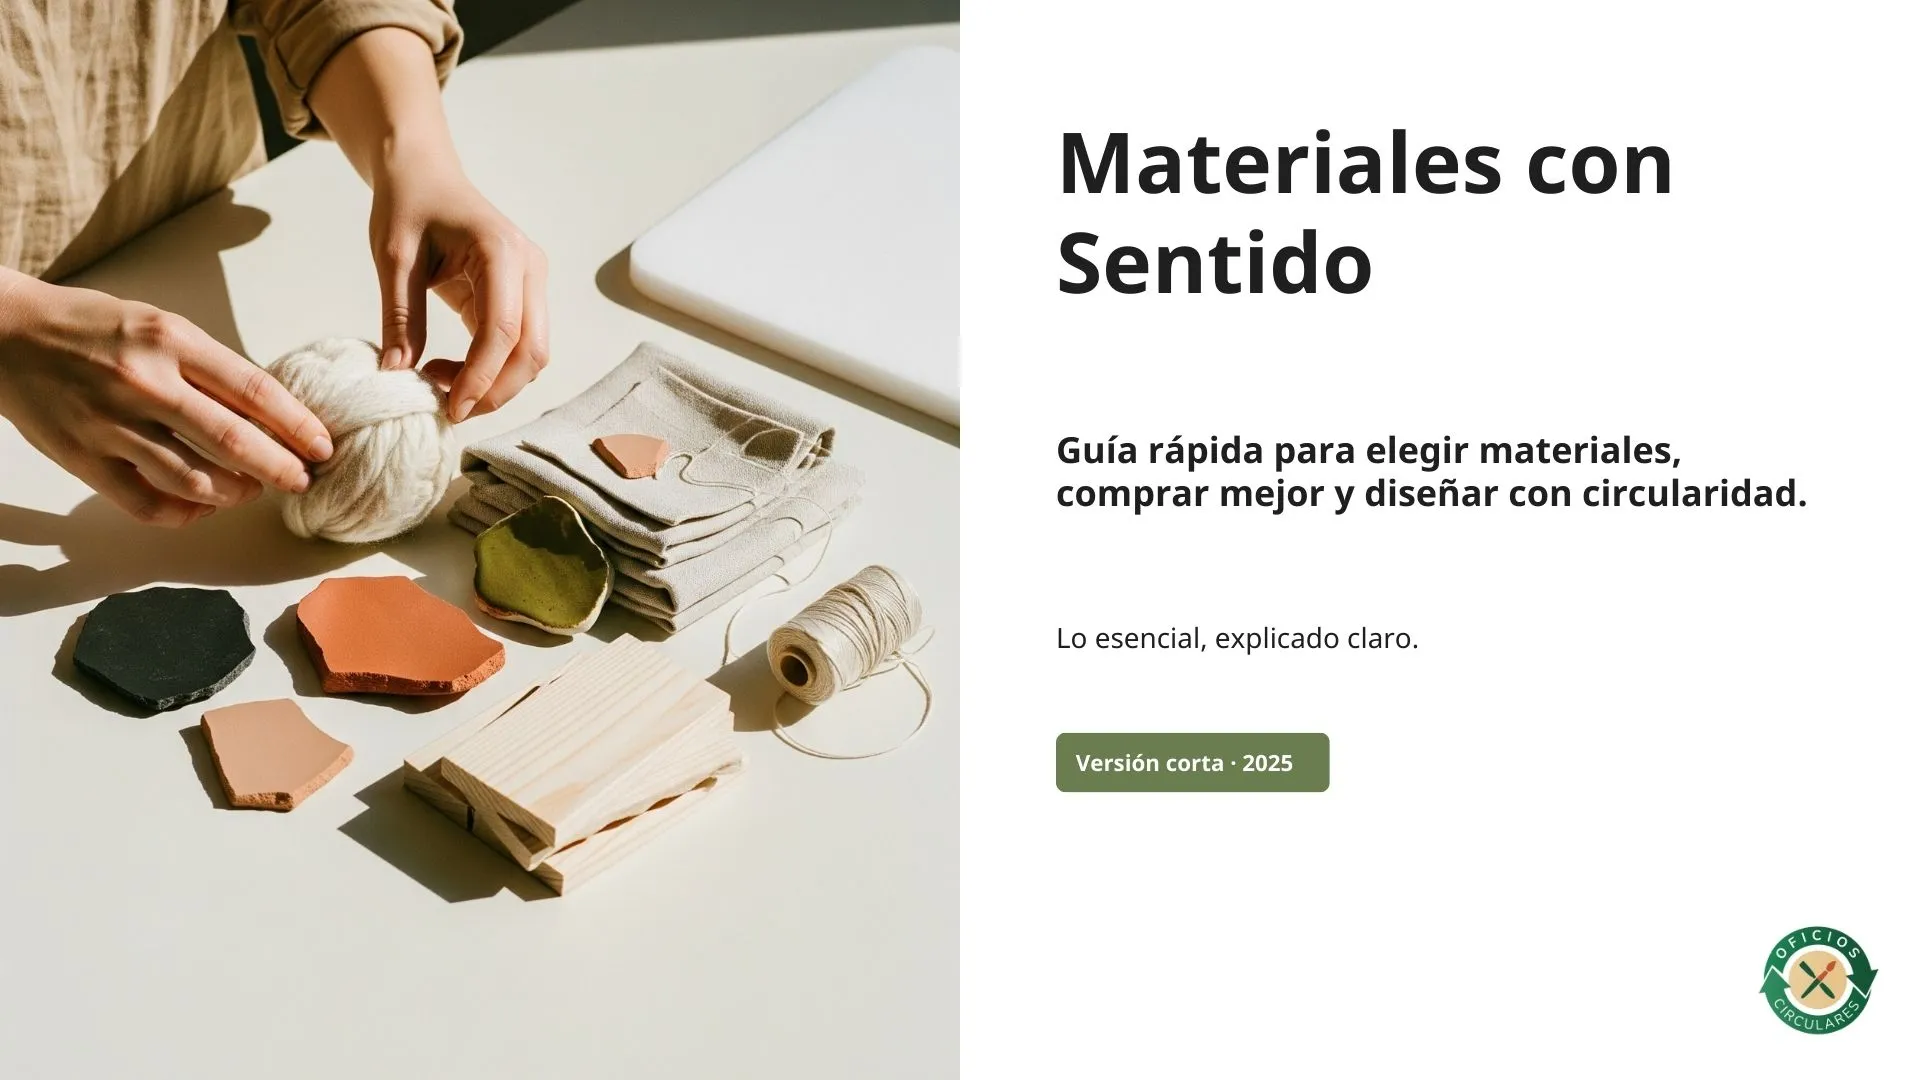 Materiales con
Sentido
Guía rápida para elegir materiales,
comprar mejor y diseñar con circularidad.
Lo esencial, explicado claro.
Versión corta · 2025
OFICIOS
CIRCULARES